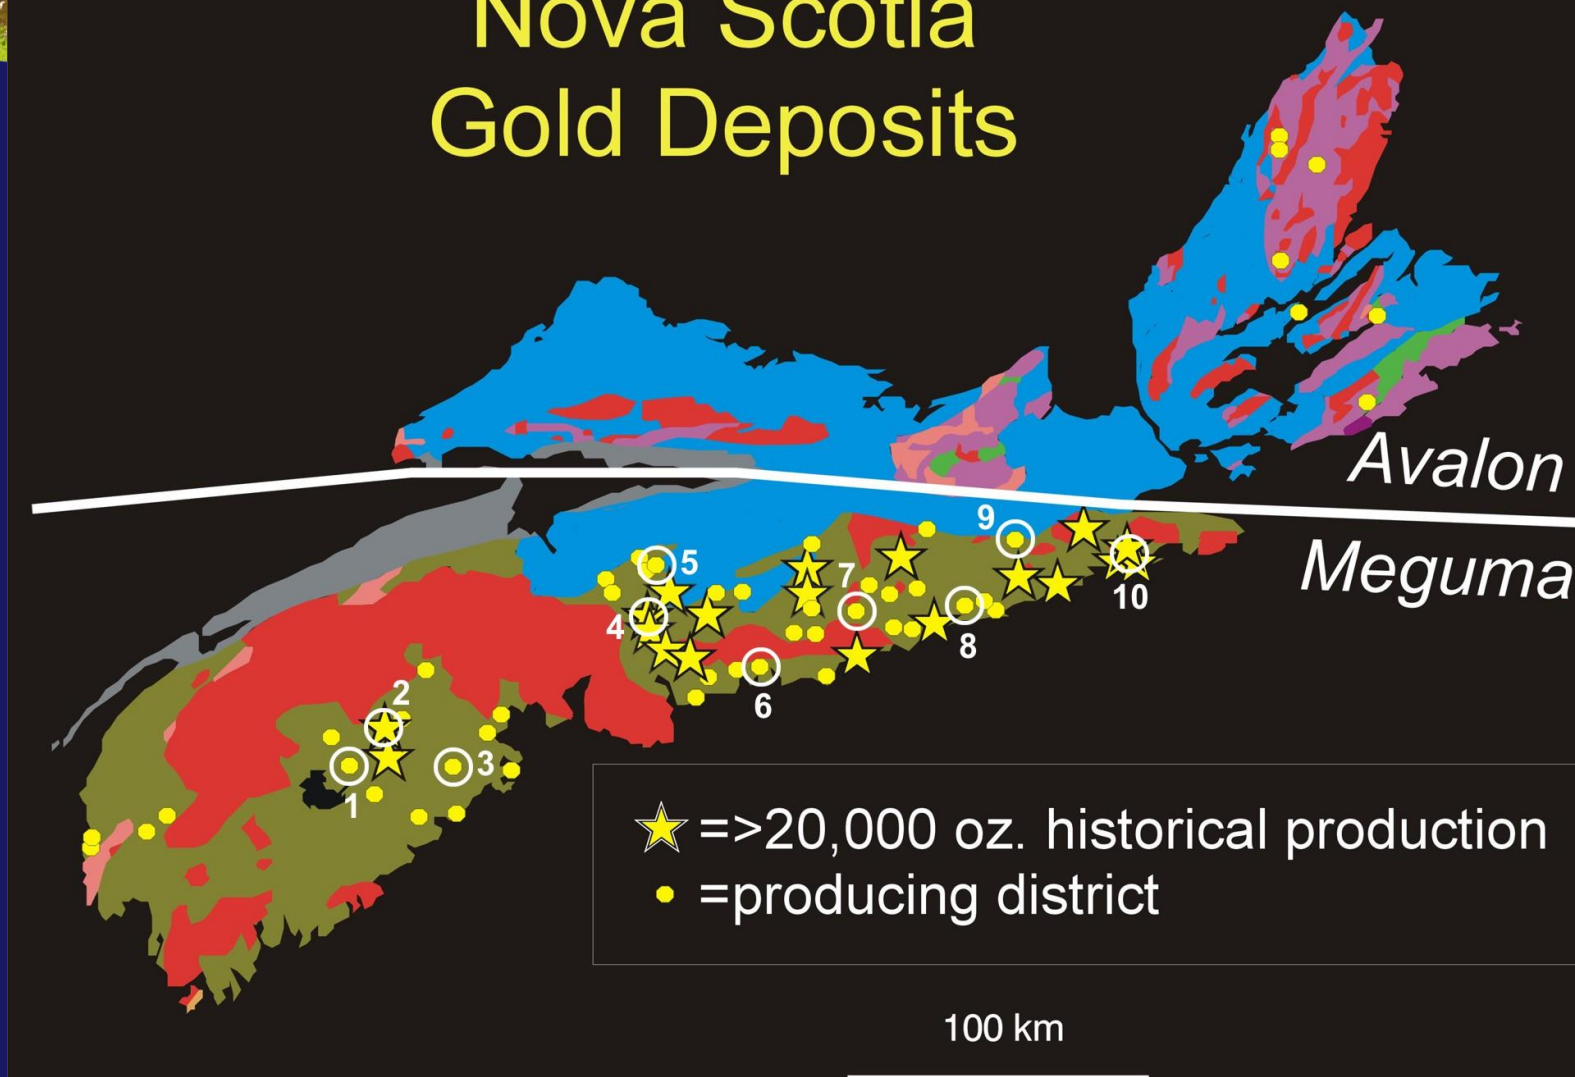 Nova Scotia
Gold Deposits
Avalon
Meguma
9
5
7
10
4
8
6
2
3
1
=>20,000 oz. historical production
=producing district
100 km